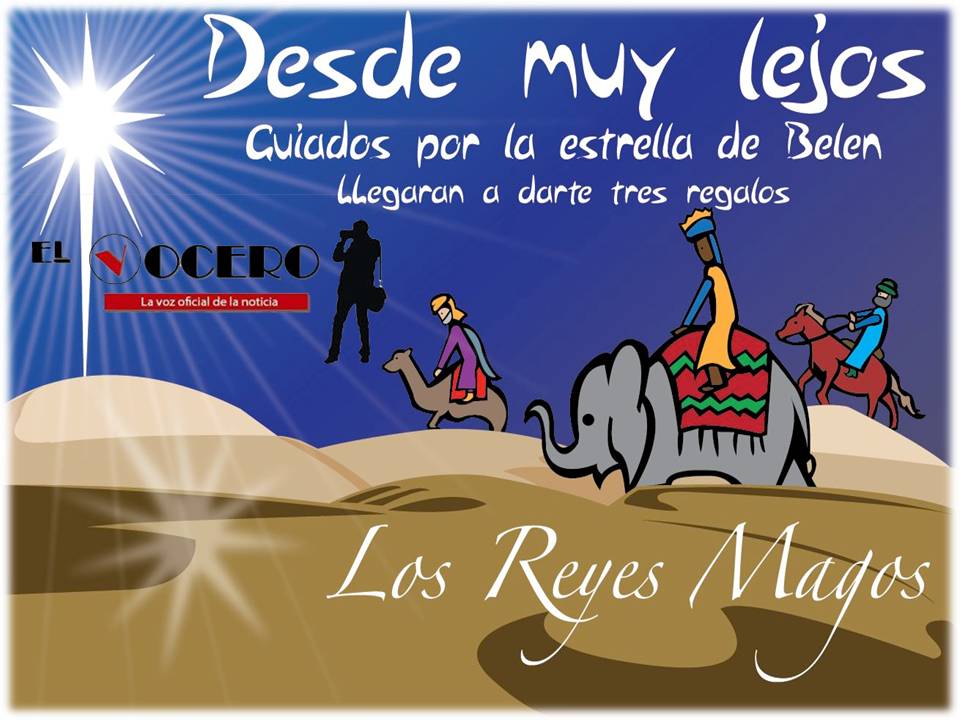 Desde muy lejos
Guiados por la estrella de Belen
LLegaran a darte tres regalos
EL VOCERO
La voz oficial de la noticia
Los Reyes Magos